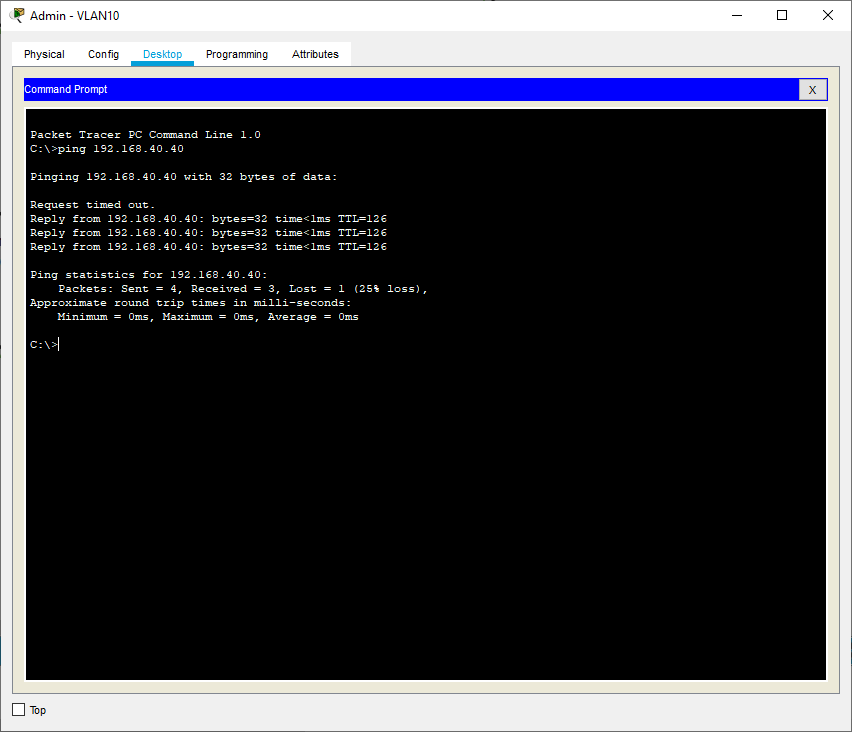 Admin - VLAN10
Physical Config Desktop Programming Attributes
Command Prompt X
Packet Tracer PC Command Line 1.0
C:\>ping 192.168.40.40
Pinging 192.168.40.40 with 32 bytes of data:
Request timed out.
Reply from 192.168.40.40: bytes=32 time<1ms TTL=126
Reply from 192.168.40.40: bytes=32 time<1ms TTL=126
Reply from 192.168.40.40: bytes=32 time<1ms TTL=126
Ping statistics for 192.168.40.40:
Packets: Sent = 4, Received = 3, Lost = 1 (25% loss),
Approximate round trip times in milli-seconds:
Minimum = 0ms, Maximum = 0ms, Average = 0ms
C:\>
Top